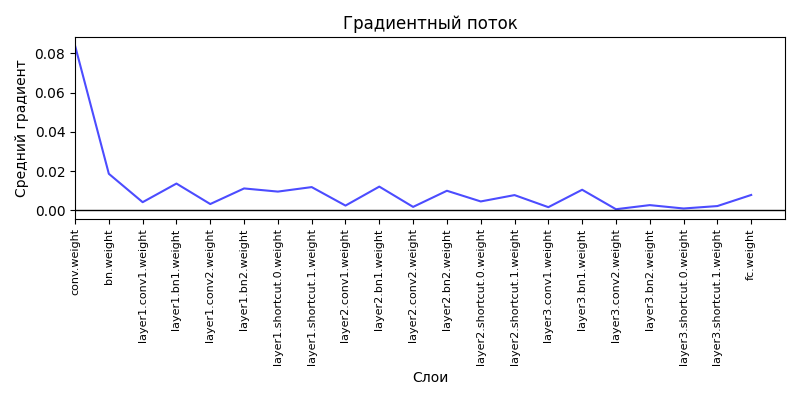 Градиентный поток
Средний градиент
0.08
0.06
0.04
0.02
0.00
conv.weight
bn.weight
layer1.conv1.weight
layer1.bn1.weight
layer1.conv2.weight
layer1.bn2.weight
layer1.shortcut.0.weight
layer1.shortcut.1.weight
layer2.conv1.weight
layer2.bn1.weight
layer2.conv2.weight
layer2.bn2.weight
layer2.shortcut.0.weight
layer2.shortcut.1.weight
layer3.conv1.weight
layer3.bn1.weight
layer3.conv2.weight
layer3.bn2.weight
layer3.shortcut.0.weight
layer3.shortcut.1.weight
fc.weight
Слои